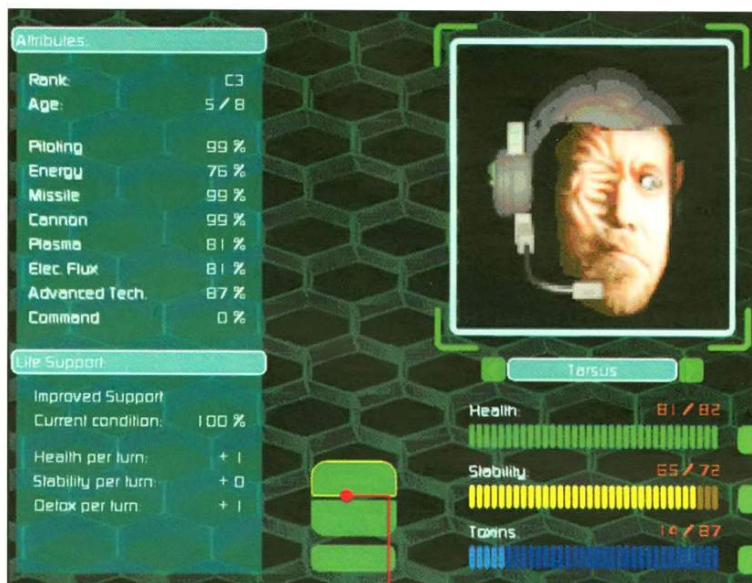 Attributes:
Rank: C3
Age: 5 / 8
Piloting 99 %
Energy 76 %
Missile 99 %
Cannon 99 %
Plasma 81 %
Elec. Flux 81 %
Advanced Tech. 87 %
Command 0 %
Life Support:
Improved Support
Current condition: 100 %
Health per turn: + 1
Stability per turn: + 0
Detox per turn: + 1
Tarsus
Health: 81 / 82
Stability: 65 / 72
Toxins: 14 / 87